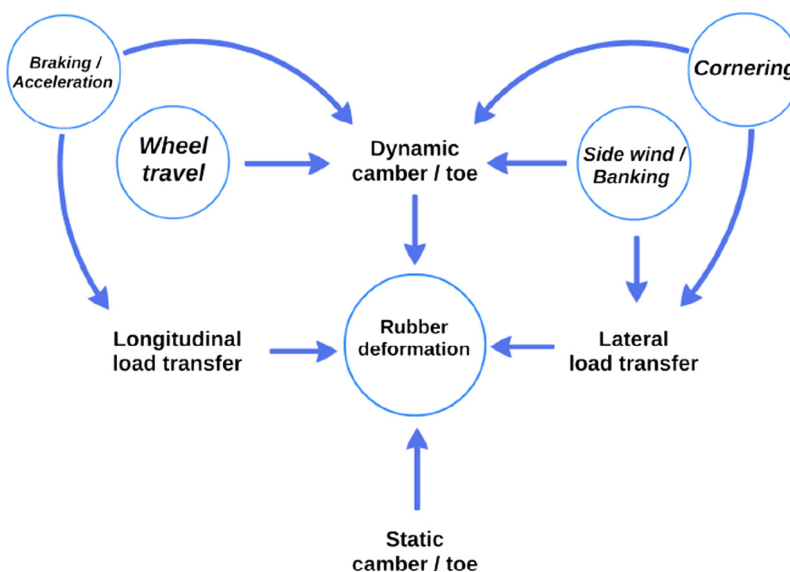 Braking /
Acceleration
Cornering
Wheel
travel
Dynamic
camber / toe
Side wind /
Banking
Longitudinal
load transfer
Rubber
deformation
Lateral
load transfer
Static
camber / toe